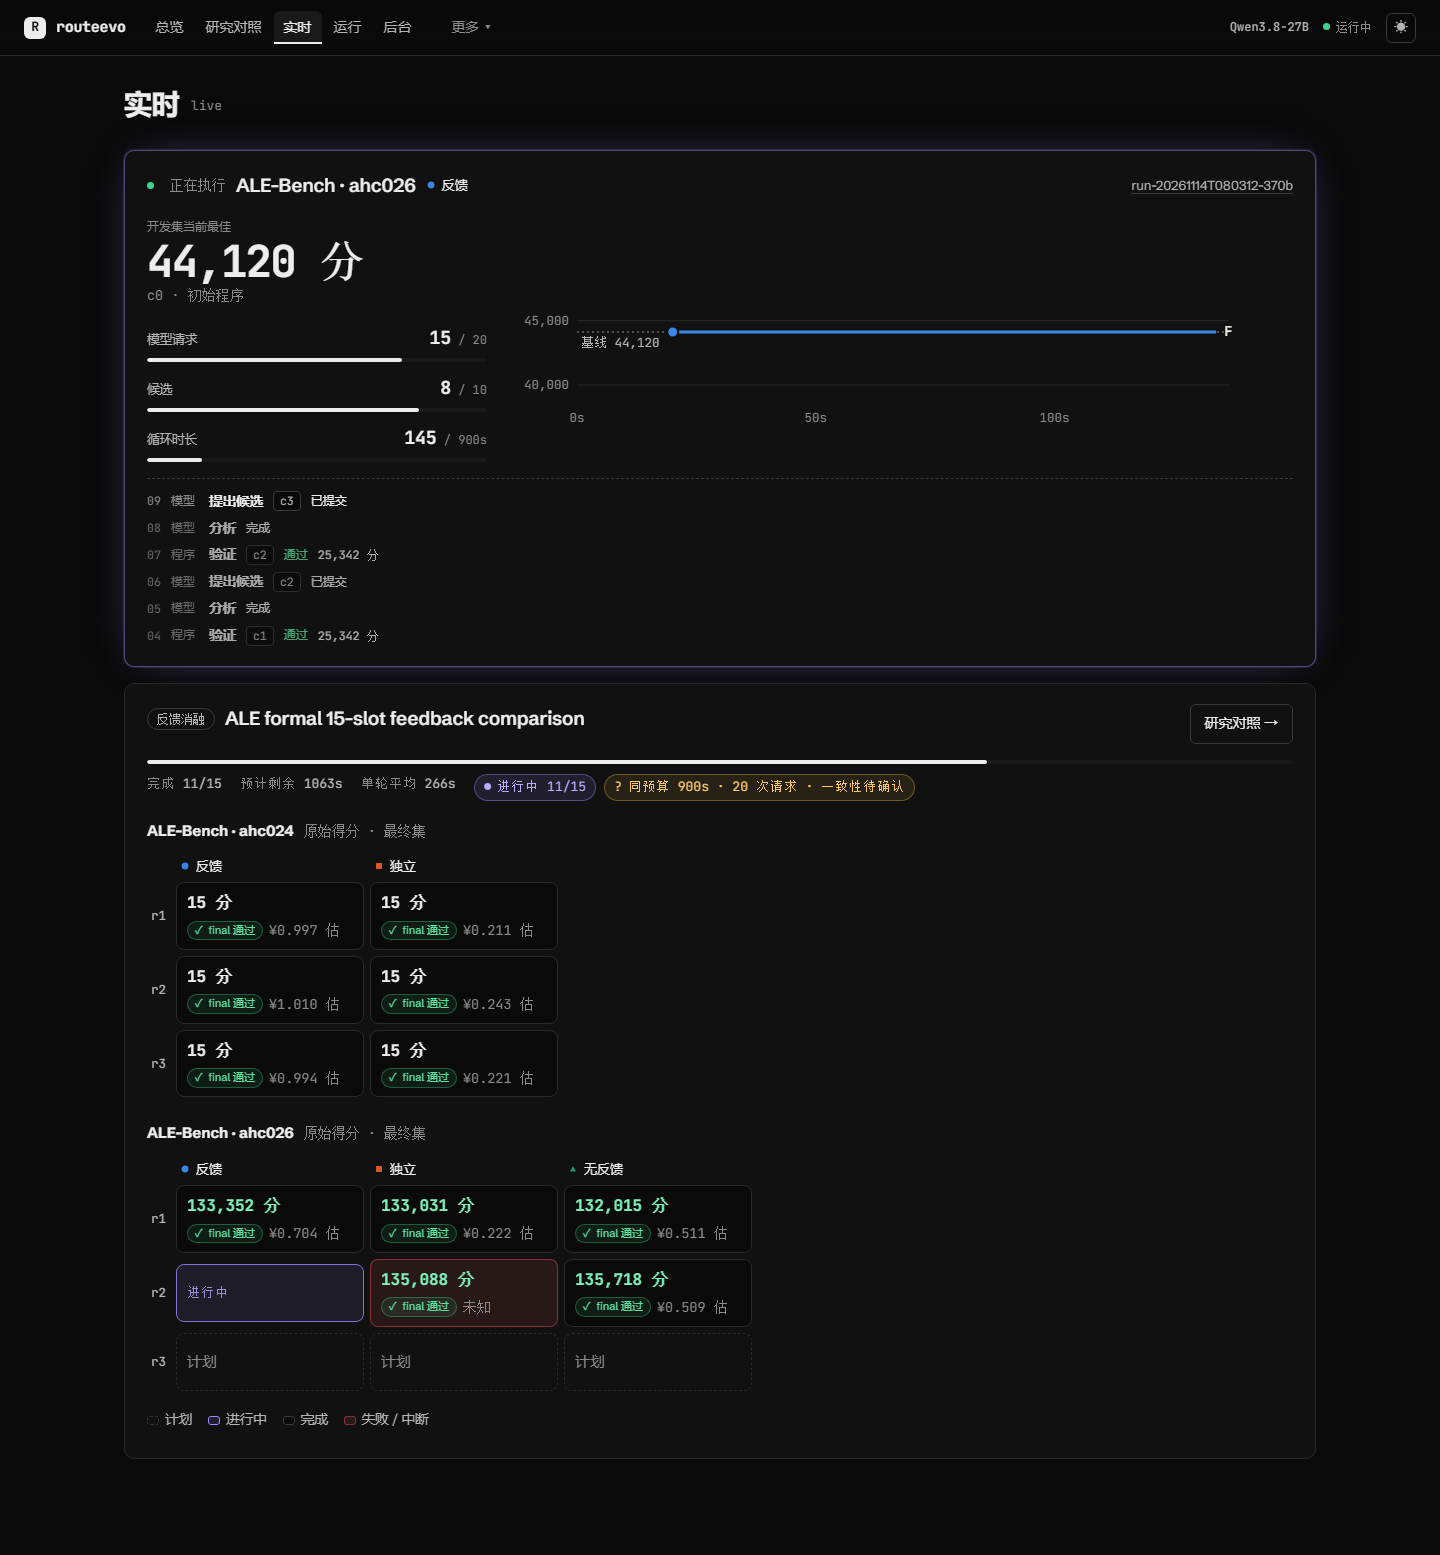 R routeevo 总览 研究对照 实时 运行 后台 更多 ▾ Qwen3.8-27B 运行中
实时 live
正在执行 ALE-Bench · ahc026 反馈 run-20261114T080312-370b
开发集当前最佳
44,120 分
c0 · 初始程序
模型请求 15 / 20
候选 8 / 10
循环时长 145 / 900s
45,000
基线 44,120
F
40,000
0s 50s 100s
09 模型 提出候选 c3 已提交
08 模型 分析 完成
07 程序 验证 c2 通过 25,342 分
06 模型 提出候选 c2 已提交
05 模型 分析 完成
04 程序 验证 c1 通过 25,342 分
反馈消融 ALE formal 15-slot feedback comparison 研究对照 →
完成 11/15 预计剩余 1063s 单轮平均 266s 进行中 11/15 ? 同预算 900s · 20 次请求 · 一致性待确认
ALE-Bench · ahc024 原始得分 · 最终集
反馈 独立
r1
15 分 15 分
✓ final 通过 ¥0.997 估 ✓ final 通过 ¥0.211 估
r2
15 分 15 分
✓ final 通过 ¥1.010 估 ✓ final 通过 ¥0.243 估
r3
15 分 15 分
✓ final 通过 ¥0.994 估 ✓ final 通过 ¥0.221 估
ALE-Bench · ahc026 原始得分 · 最终集
反馈 独立 无反馈
r1
133,352 分 133,031 分 132,015 分
✓ final 通过 ¥0.704 估 ✓ final 通过 ¥0.222 估 ✓ final 通过 ¥0.511 估
r2
进行中 135,088 分 135,718 分
✓ final 通过 未知 ✓ final 通过 ¥0.509 估
r3 计划 计划 计划
计划 进行中 完成 失败 / 中断